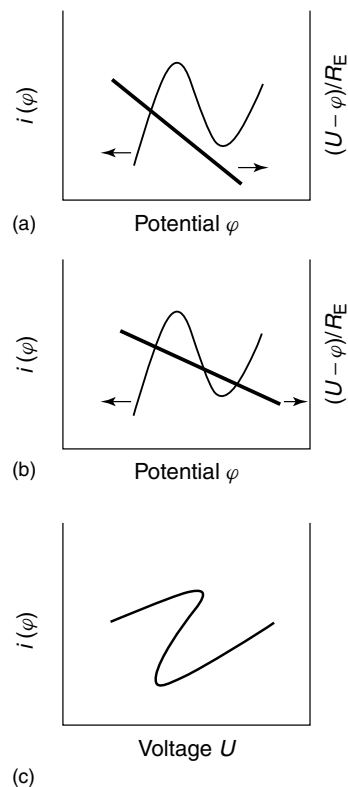 i (φ)
(U – φ)/R_E
Potential φ
(a)
i (φ)
(U – φ)/R_E
Potential φ
(b)
i (φ)
Voltage U
(c)